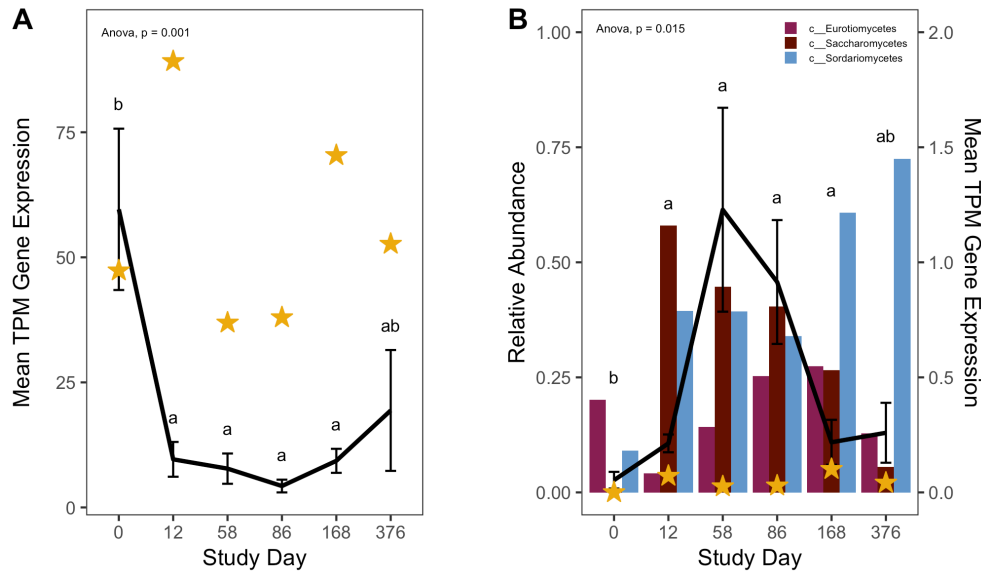 A
Anova, p = 0.001
Mean TPM Gene Expression
75
50
25
0
b
a
a
a
a
ab
0 12 58 86 168 376
Study Day
B
Anova, p = 0.015
c__Eurotiomycetes
c__Saccharomycetes
c__Sordariomycetes
Relative Abundance
1.00
0.75
0.50
0.25
0.00
b
a
a
a
a
ab
2.0
1.5
1.0
0.5
0.0
Mean TPM Gene Expression
0 12 58 86 168 376
Study Day